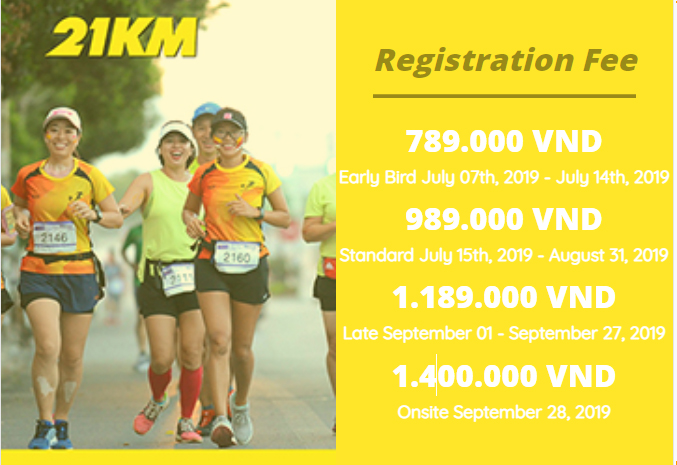 21KM
Registration Fee
789.000 VND
Early Bird July 07th, 2019 - July 14th, 2019
989.000 VND
Standard July 15th, 2019 - August 31, 2019
1.189.000 VND
Late September 01 - September 27, 2019
1.400.000 VND
Onsite September 28, 2019
2146
2160